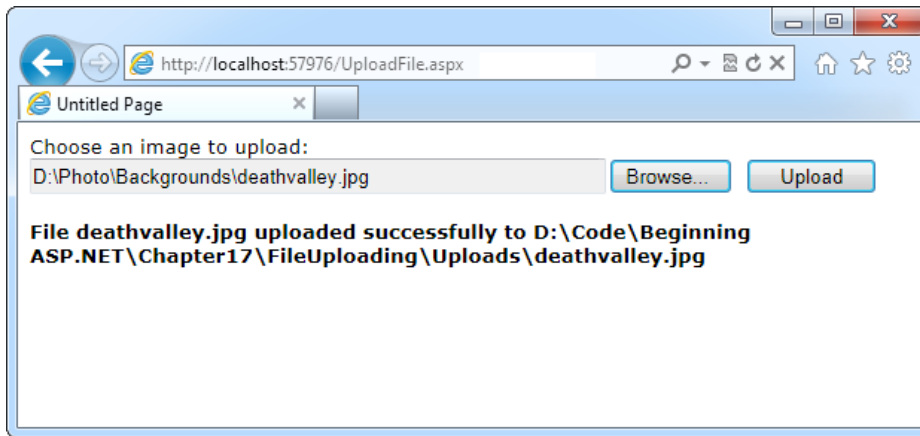 http://localhost:57976/UploadFile.aspx
Untitled Page
Choose an image to upload:
D:\Photo\Backgrounds\deathvalley.jpg Browse... Upload
File deathvalley.jpg uploaded successfully to D:\Code\Beginning
ASP.NET\Chapter17\FileUploading\Uploads\deathvalley.jpg